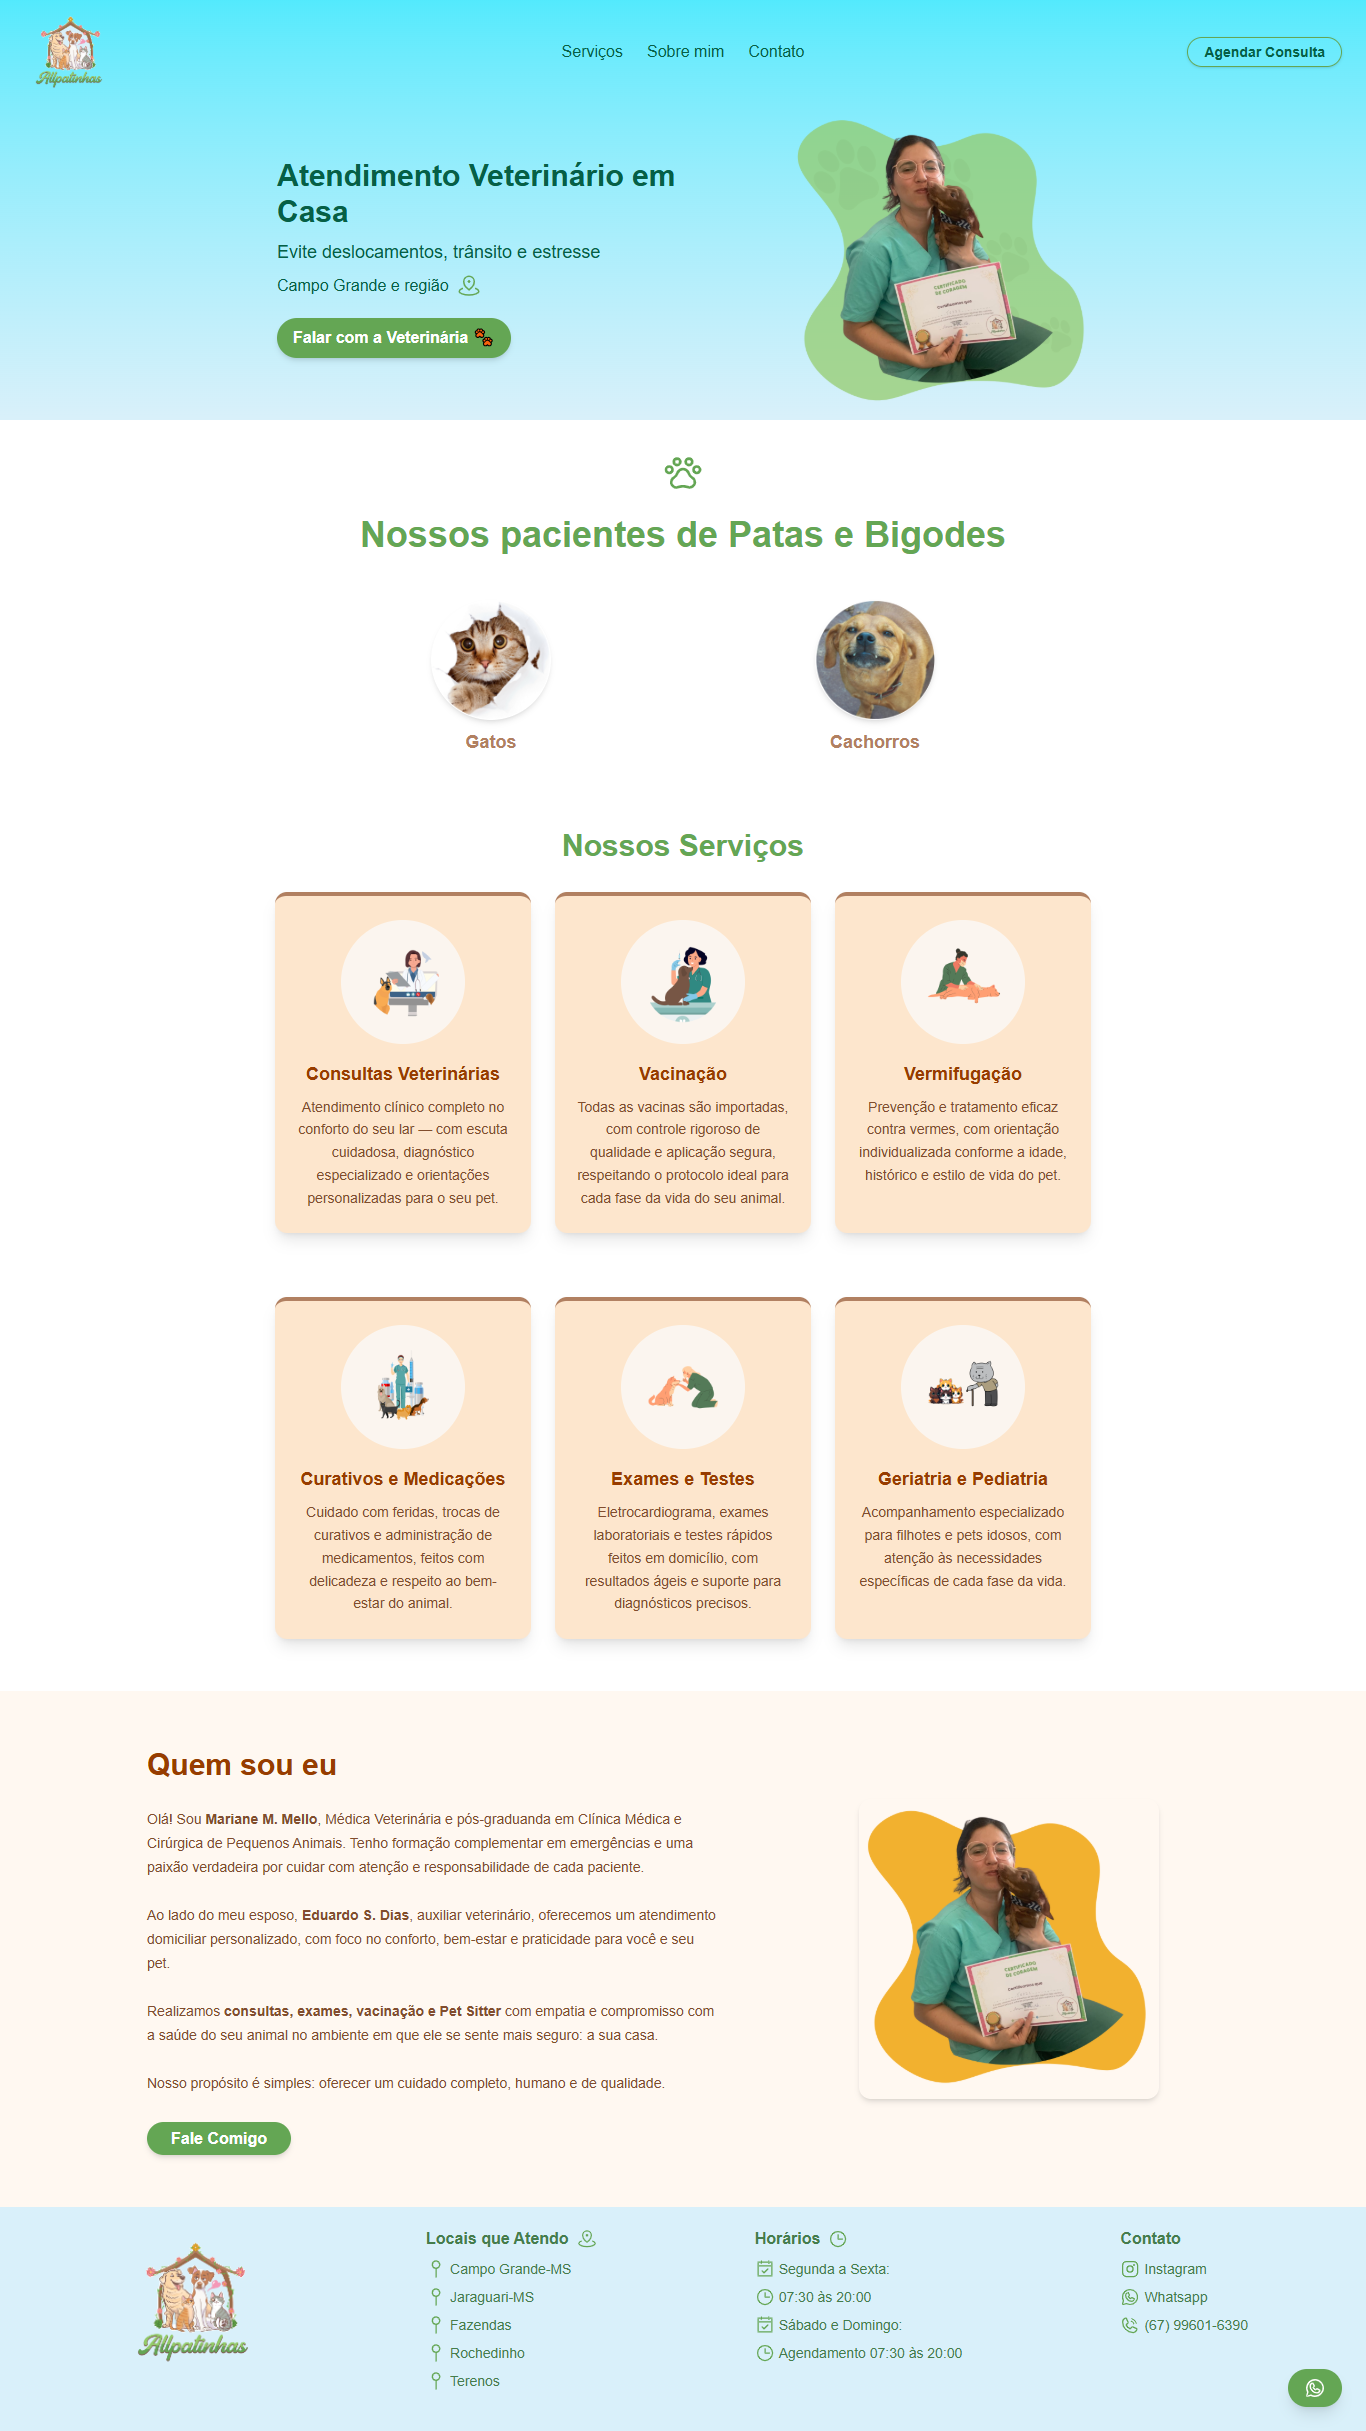 Allpatinhas
Serviços
Sobre mim
Contato
Agendar Consulta
Atendimento Veterinário em
Casa
Evite deslocamentos, trânsito e estresse
Campo Grande e região
Falar com a Veterinária
CERTIFICADO
DE CORAGEM
Certificamos que
Nossos pacientes de Patas e Bigodes
Gatos
Cachorros
Nossos Serviços
Consultas Veterinárias
Atendimento clínico completo no
conforto do seu lar — com escuta
cuidadosa, diagnóstico
especializado e orientações
personalizadas para o seu pet.
Vacinação
Todas as vacinas são importadas,
com controle rigoroso de
qualidade e aplicação segura,
respeitando o protocolo ideal para
cada fase da vida do seu animal.
Vermifugação
Prevenção e tratamento eficaz
contra vermes, com orientação
individualizada conforme a idade,
histórico e estilo de vida do pet.
Curativos e Medicações
Cuidado com feridas, trocas de
curativos e administração de
medicamentos, feitos com
delicadeza e respeito ao bem-
estar do animal.
Exames e Testes
Eletrocardiograma, exames
laboratoriais e testes rápidos
feitos em domicílio, com
resultados ágeis e suporte para
diagnósticos precisos.
Geriatria e Pediatria
Acompanhamento especializado
para filhotes e pets idosos, com
atenção às necessidades
específicas de cada fase da vida.
Quem sou eu
Olá! Sou Mariane M. Mello, Médica Veterinária e pós-graduanda em Clínica Médica e
Cirúrgica de Pequenos Animais. Tenho formação complementar em emergências e uma
paixão verdadeira por cuidar com atenção e responsabilidade de cada paciente.
Ao lado do meu esposo, Eduardo S. Dias, auxiliar veterinário, oferecemos um atendimento
domiciliar personalizado, com foco no conforto, bem-estar e praticidade para você e seu
pet.
Realizamos consultas, exames, vacinação e Pet Sitter com empatia e compromisso com
a saúde do seu animal no ambiente em que ele se sente mais seguro: a sua casa.
Nosso propósito é simples: oferecer um cuidado completo, humano e de qualidade.
Fale Comigo
CERTIFICADO
DE CORAGEM
Certificamos que
Allpatinhas
Locais que Atendo
Campo Grande-MS
Jaraguari-MS
Fazendas
Rochedinho
Terenos
Horários
Segunda a Sexta:
07:30 às 20:00
Sábado e Domingo:
Agendamento 07:30 às 20:00
Contato
Instagram
Whatsapp
(67) 99601-6390